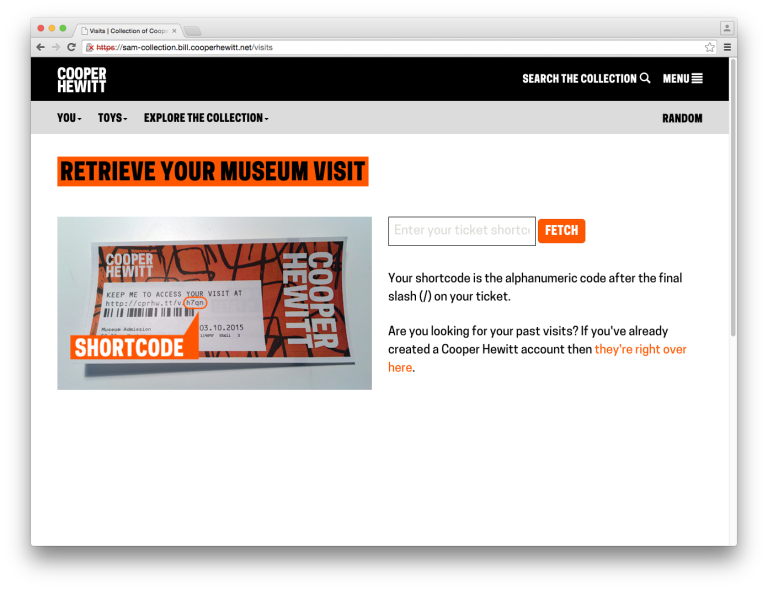 Visits | Collection of Coope
https://sam-collection.bill.cooperhewitt.net/visits
COOPER
HEWITT
SEARCH THE COLLECTION
MENU
YOU
TOYS
EXPLORE THE COLLECTION
RANDOM
RETRIEVE YOUR MUSEUM VISIT
COOPER
HEWITT
COOPER
HEWITT
KEEP ME TO ACCESS YOUR VISIT AT
http://cprhw.tt/v/h7qn
Museum Admission
03.10.2015
SHORTCODE
Enter your ticket shortc
FETCH
Your shortcode is the alphanumeric code after the final
slash (/) on your ticket.
Are you looking for your past visits? If you've already
created a Cooper Hewitt account then they're right over
here.